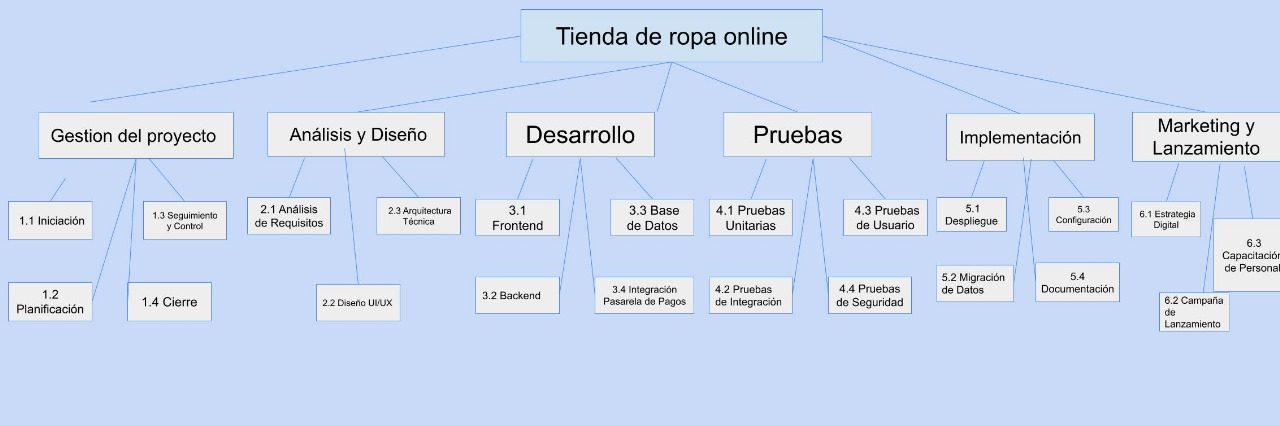 Tienda de ropa online
Gestion del proyecto
Análisis y Diseño
Desarrollo
Pruebas
Implementación
Marketing y
Lanzamiento
1.1 Iniciación
1.3 Seguimiento
y Control
1.2
Planificación
1.4 Cierre
2.1 Análisis
de Requisitos
2.3 Arquitectura
Técnica
2.2 Diseño UI/UX
3.1
Frontend
3.3 Base
de Datos
3.2 Backend
3.4 Integración
Pasarela de Pagos
4.1 Pruebas
Unitarias
4.3 Pruebas
de Usuario
4.2 Pruebas
de Integración
4.4 Pruebas
de Seguridad
5.1
Despliegue
5.3
Configuración
5.2 Migración
de Datos
5.4
Documentación
6.1 Estrategia
Digital
6.3
Capacitación
de Personal
6.2 Campaña
de
Lanzamiento